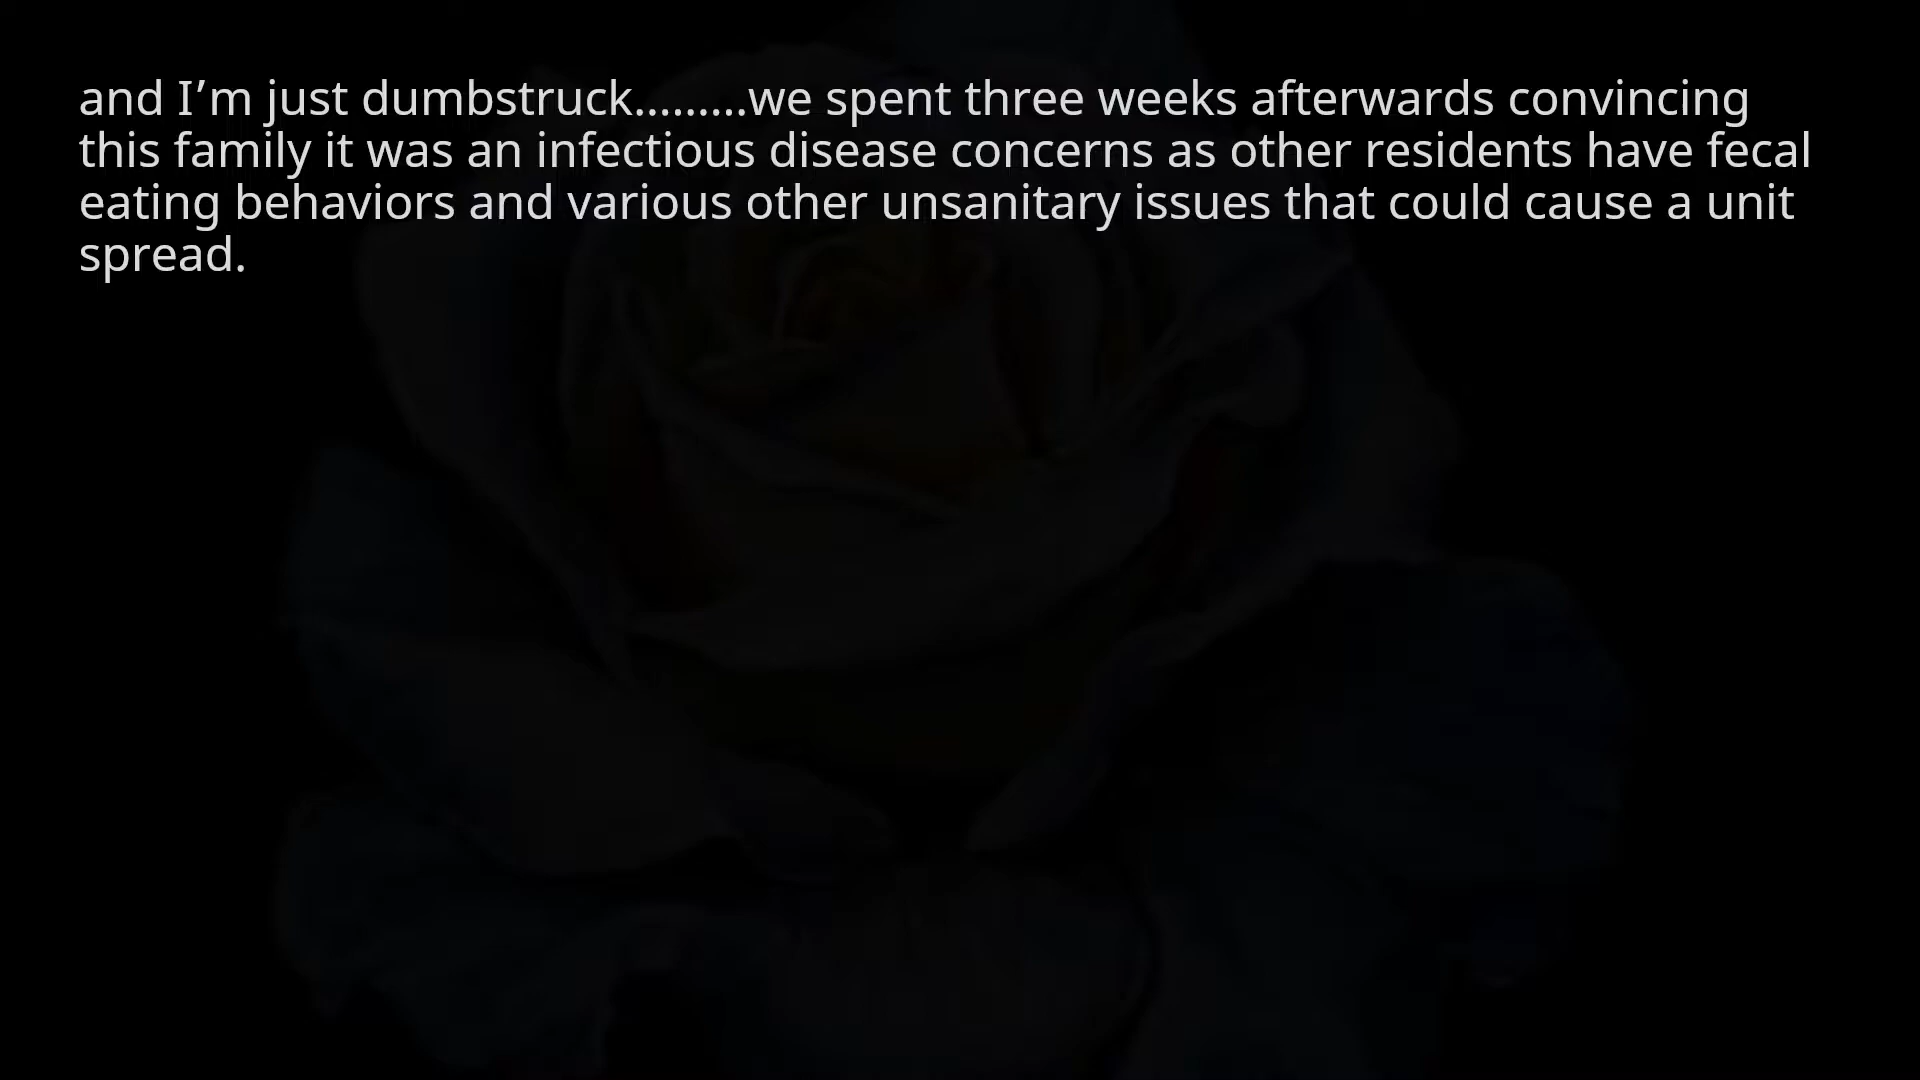 and I’m just dumbstruck.........we spent three weeks afterwards convincing
this family it was an infectious disease concerns as other residents have fecal
eating behaviors and various other unsanitary issues that could cause a unit
spread.